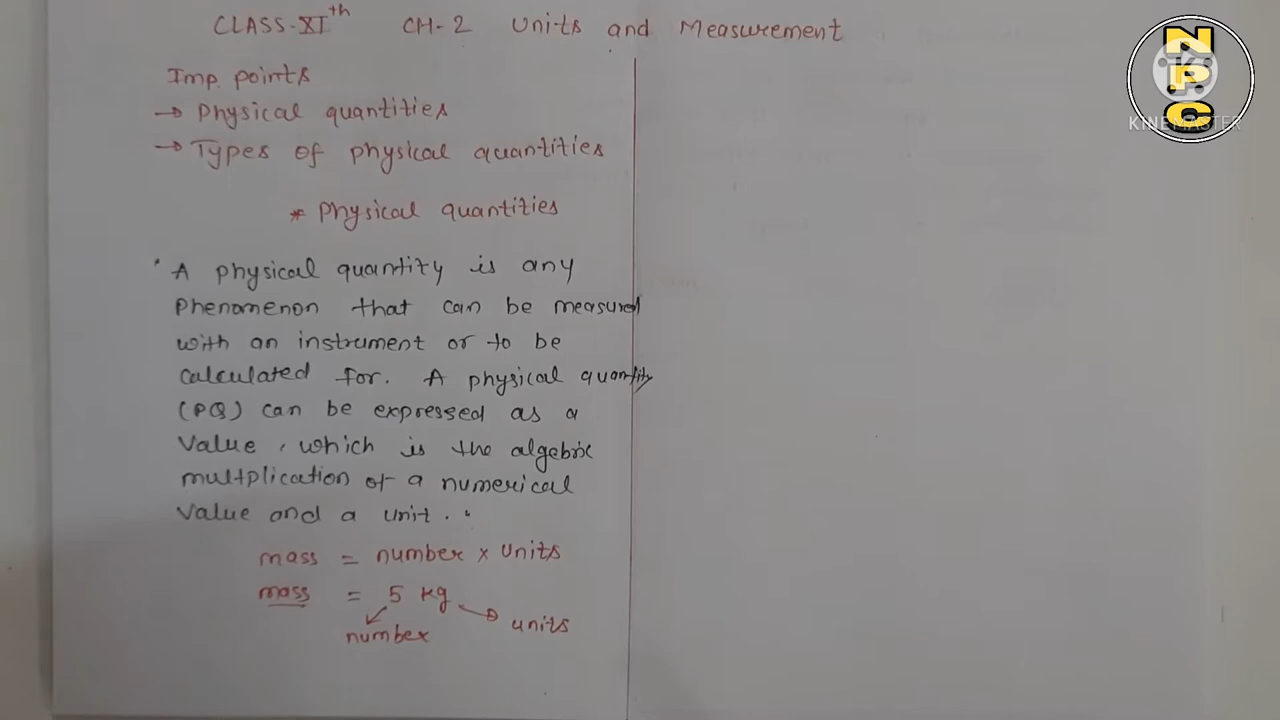 CLASS-XIth CH-2 Units and Measurement
Imp. points
→ Physical quantities
→ Types of physical quantities
* Physical quantities
" A physical quantity is any
Phenomenon that can be measured
with an instrument or to be
calculated for. A physical quantity
(PQ) can be expressed as a
Value, which is the algebric
multplication of a numerical
Value and a unit. "
mass = number x units
mass = 5 kg
number
units
NPC
KINEMASTER